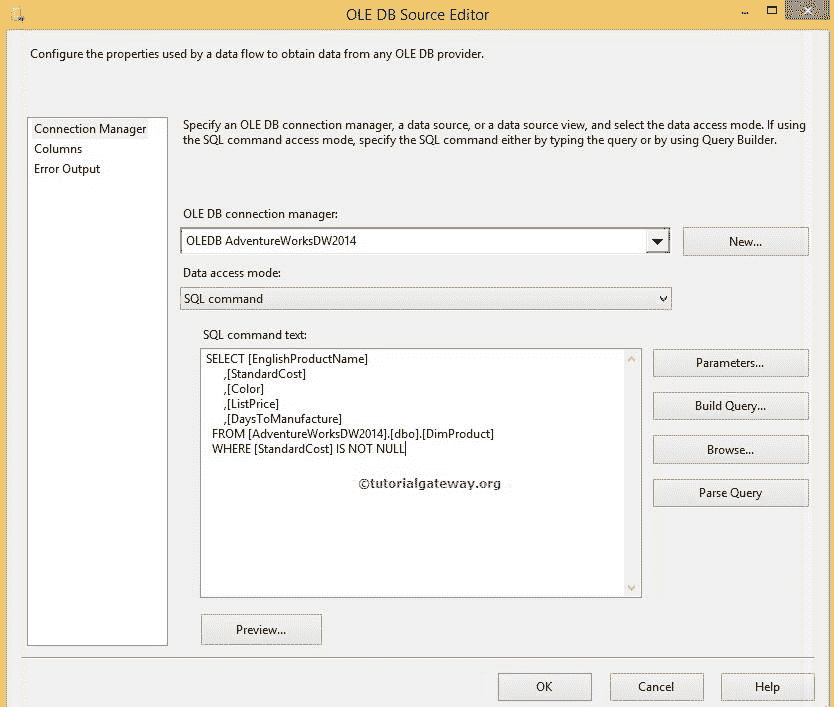 OLE DB Source Editor
Configure the properties used by a data flow to obtain data from any OLE DB provider.
Connection Manager
Columns
Error Output
Specify an OLE DB connection manager, a data source, or a data source view, and select the data access mode. If using
the SQL command access mode, specify the SQL command either by typing the query or by using Query Builder.
OLE DB connection manager:
OLEDB AdventureWorksDW2014
New...
Data access mode:
SQL command
SQL command text:
SELECT [EnglishProductName]
,[StandardCost]
,[Color]
,[ListPrice]
,[DaysToManufacture]
FROM [AdventureWorksDW2014].[dbo].[DimProduct]
WHERE [StandardCost] IS NOT NULL
©tutorialgateway.org
Parameters...
Build Query...
Browse...
Parse Query
Preview...
OK
Cancel
Help